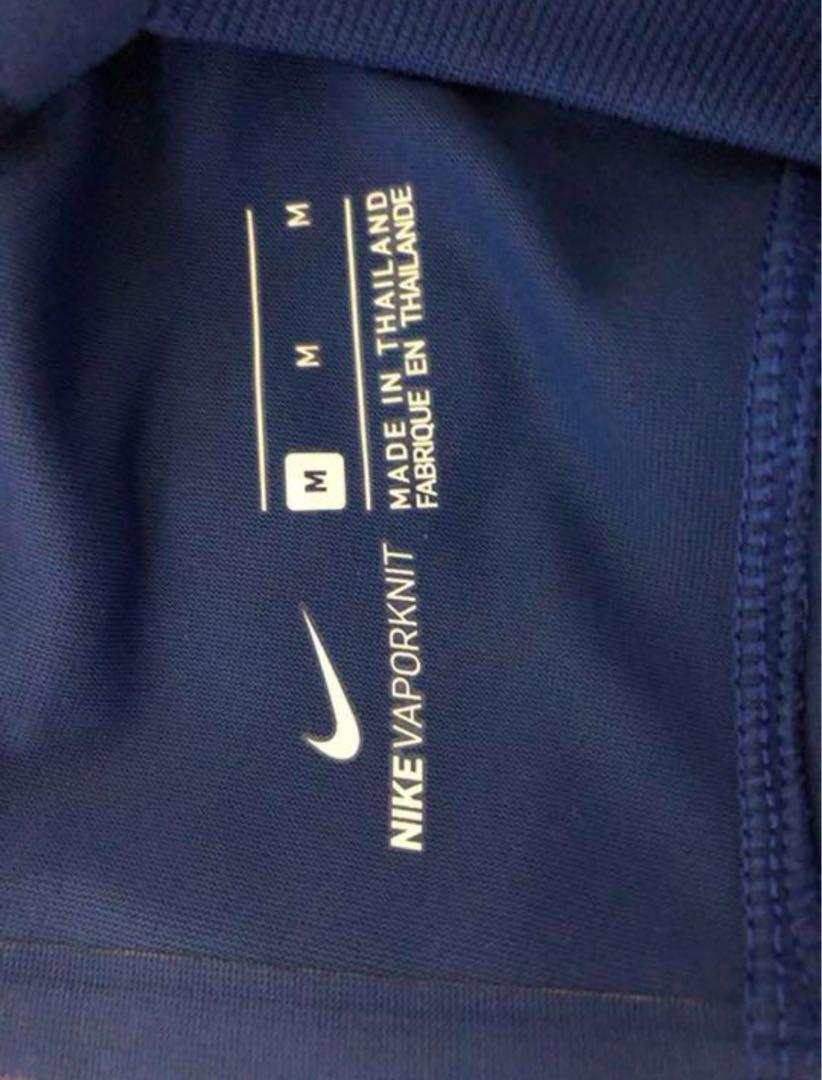 NIKE VAPORKNIT
M M M
MADE IN THAILAND
FABRIQUE EN THAILANDE